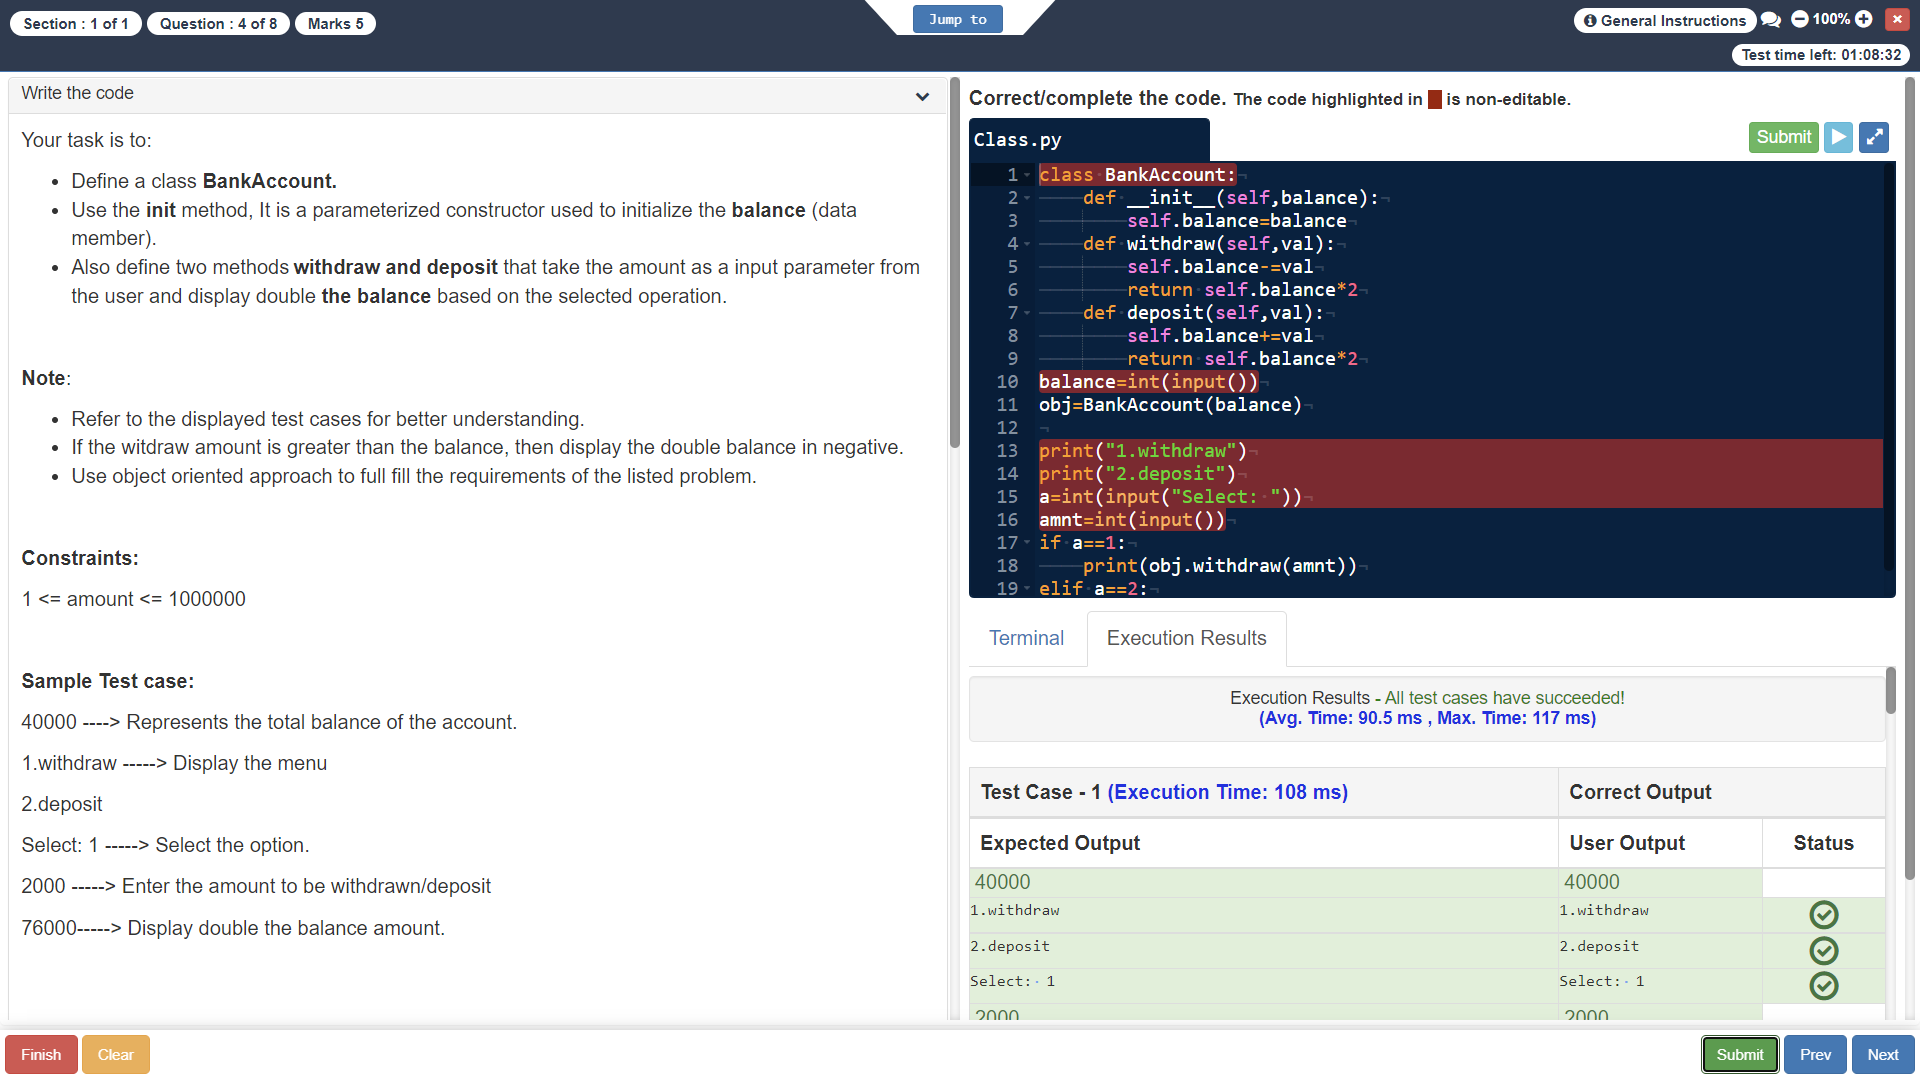 Section : 1 of 1
Question : 4 of 8
Marks 5
Jump to
General Instructions
100%
Test time left: 01:08:32
Write the code
Your task is to:
Define a class BankAccount.
Use the init method, It is a parameterized constructor used to initialize the balance (data
member).
Also define two methods withdraw and deposit that take the amount as a input parameter from
the user and display double the balance based on the selected operation.
Note:
Refer to the displayed test cases for better understanding.
If the witdraw amount is greater than the balance, then display the double balance in negative.
Use object oriented approach to full fill the requirements of the listed problem.
Constraints:
1 <= amount <= 1000000
Sample Test case:
40000 ----> Represents the total balance of the account.
1.withdraw -----> Display the menu
2.deposit
Select: 1 -----> Select the option.
2000 -----> Enter the amount to be withdrawn/deposit
76000-----> Display double the balance amount.
Correct/complete the code. The code highlighted in is non-editable.
Class.py
Submit
1 class BankAccount:
2 def __init__(self,balance):
3 self.balance=balance
4 def withdraw(self,val):
5 self.balance-=val
6 return self.balance*2
7 def deposit(self,val):
8 self.balance+=val
9 return self.balance*2
10 balance=int(input())
11 obj=BankAccount(balance)
12
13 print("1.withdraw")
14 print("2.deposit")
15 a=int(input("Select: "))
16 amnt=int(input())
17 if a==1:
18 print(obj.withdraw(amnt))
19 elif a==2:
Terminal
Execution Results
Execution Results - All test cases have succeeded!
(Avg. Time: 90.5 ms , Max. Time: 117 ms)
Test Case - 1 (Execution Time: 108 ms)
Correct Output
Expected Output
User Output
Status
40000
40000
1.withdraw
1.withdraw
2.deposit
2.deposit
Select: 1
Select: 1
2000
2000
Finish
Clear
Submit
Prev
Next